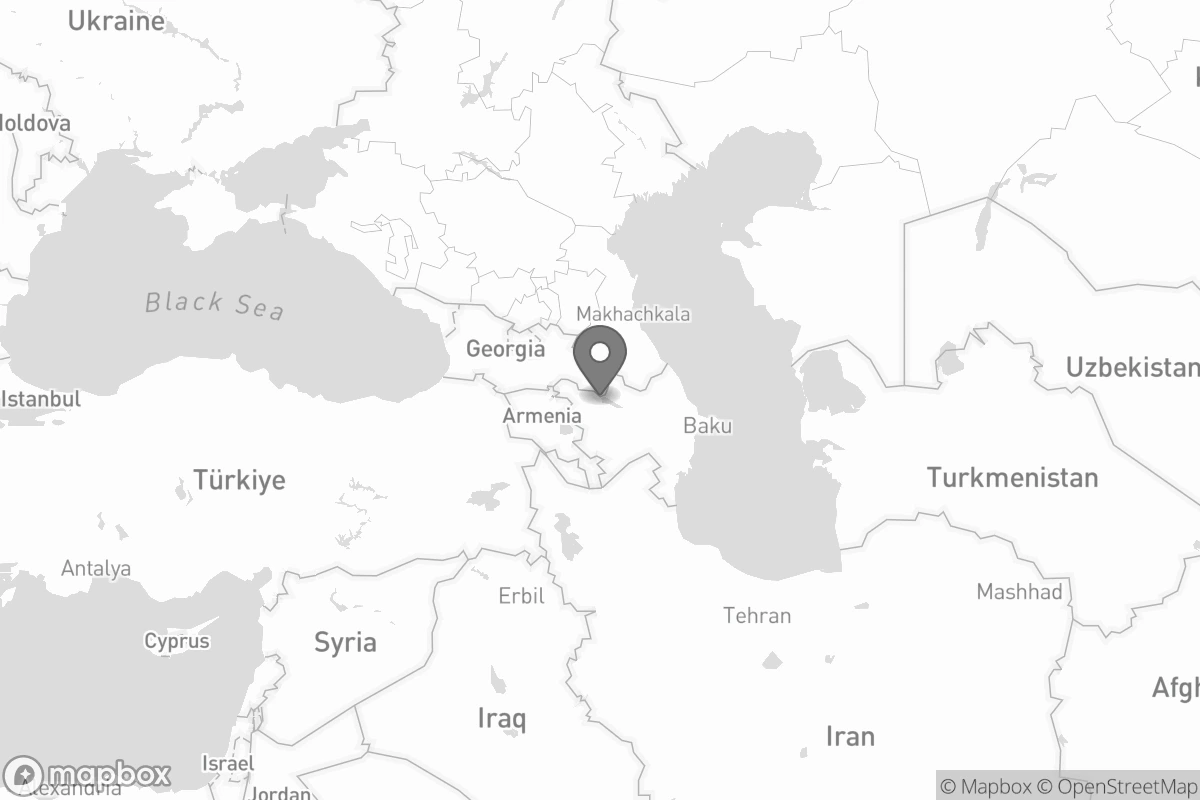 Ukraine
Moldova
Black Sea
Makhachkala
Georgia
Uzbekistan
Istanbul
Armenia
Baku
Türkiye
Turkmenistan
Antalya
Erbil
Mashhad
Tehran
Cyprus
Syria
Iraq
Iran
Israel
mapbox
Alexandria
Jordan
© Mapbox © OpenStreetMap